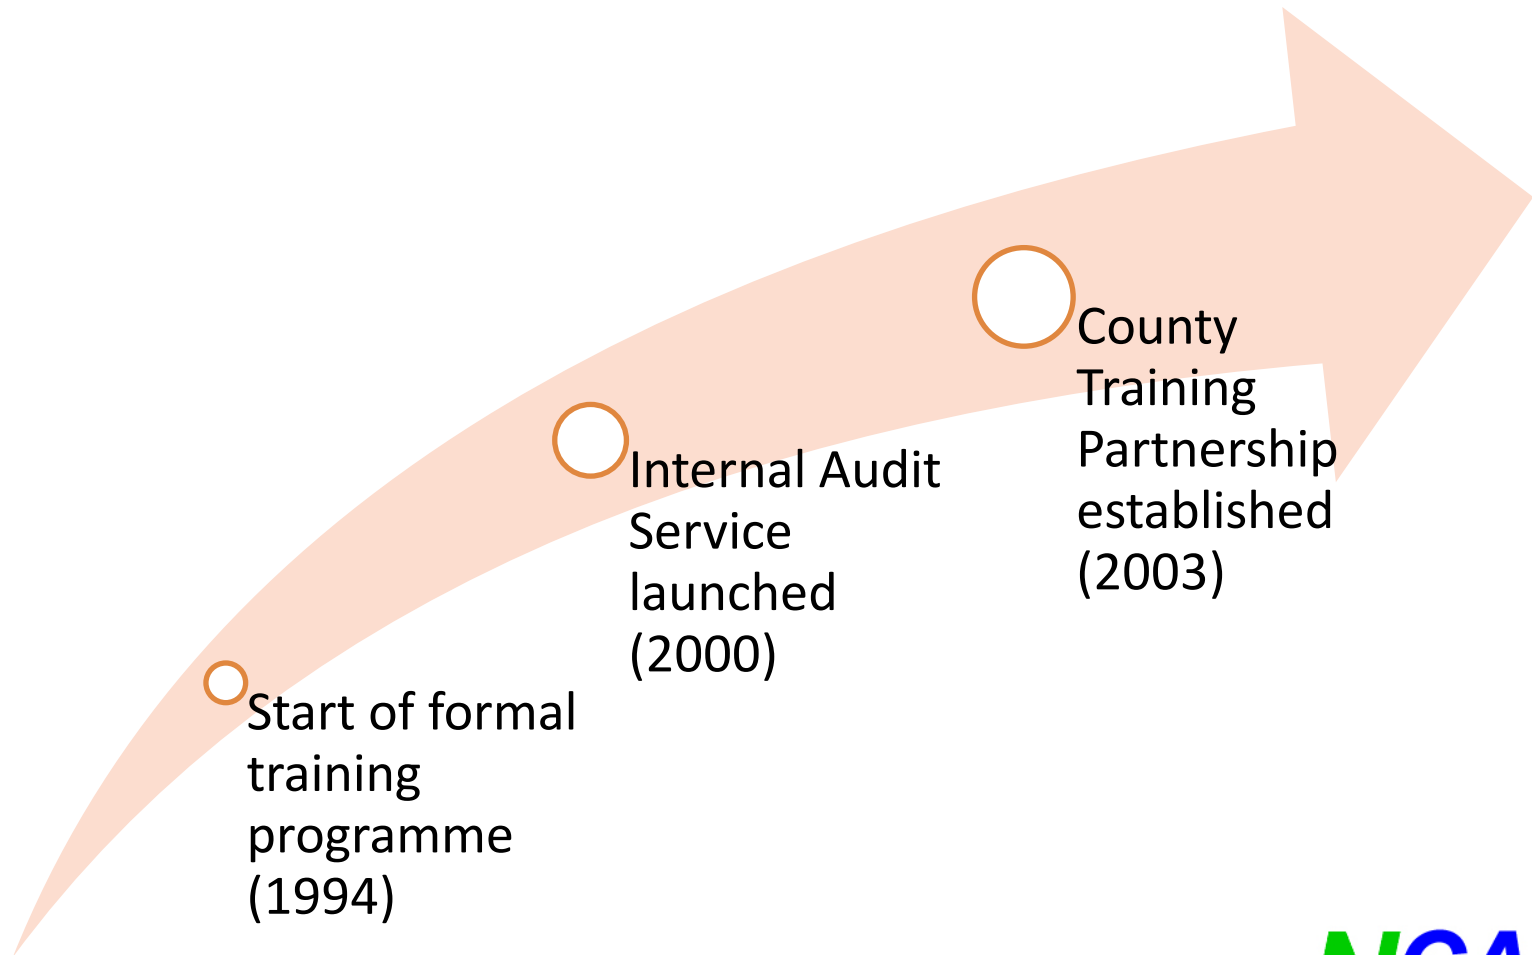 County
Training
Partnership
established
(2003)
Internal Audit
Service
launched
(2000)
Start of formal
training
programme
(1994)